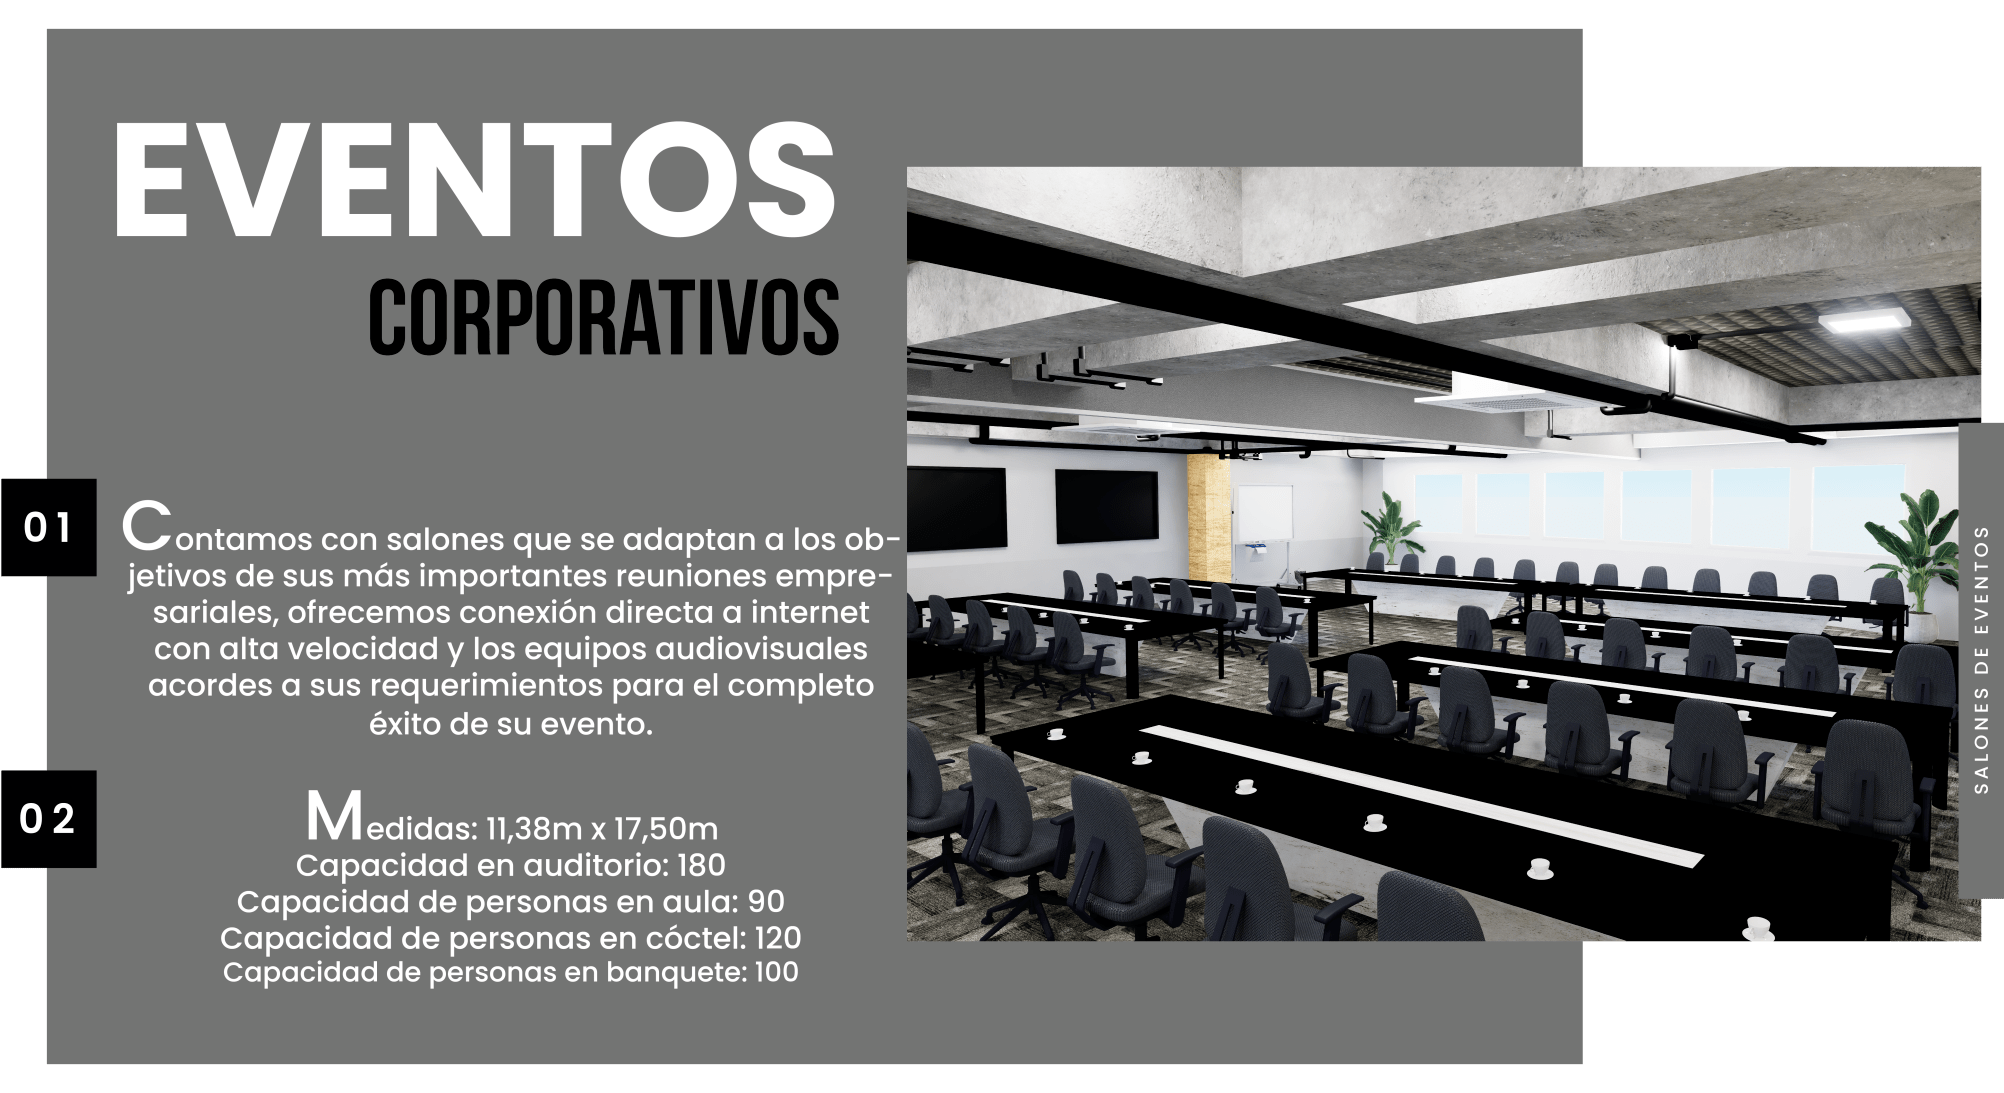 EVENTOS
CORPORATIVOS
01
Contamos con salones que se adaptan a los ob-
jetivos de sus más importantes reuniones empre-
sariales, ofrecemos conexión directa a internet
con alta velocidad y los equipos audiovisuales
acordes a sus requerimientos para el completo
éxito de su evento.
02
Medidas: 11,38m x 17,50m
Capacidad en auditorio: 180
Capacidad de personas en aula: 90
Capacidad de personas en cóctel: 120
Capacidad de personas en banquete: 100
SALONES DE EVENTOS